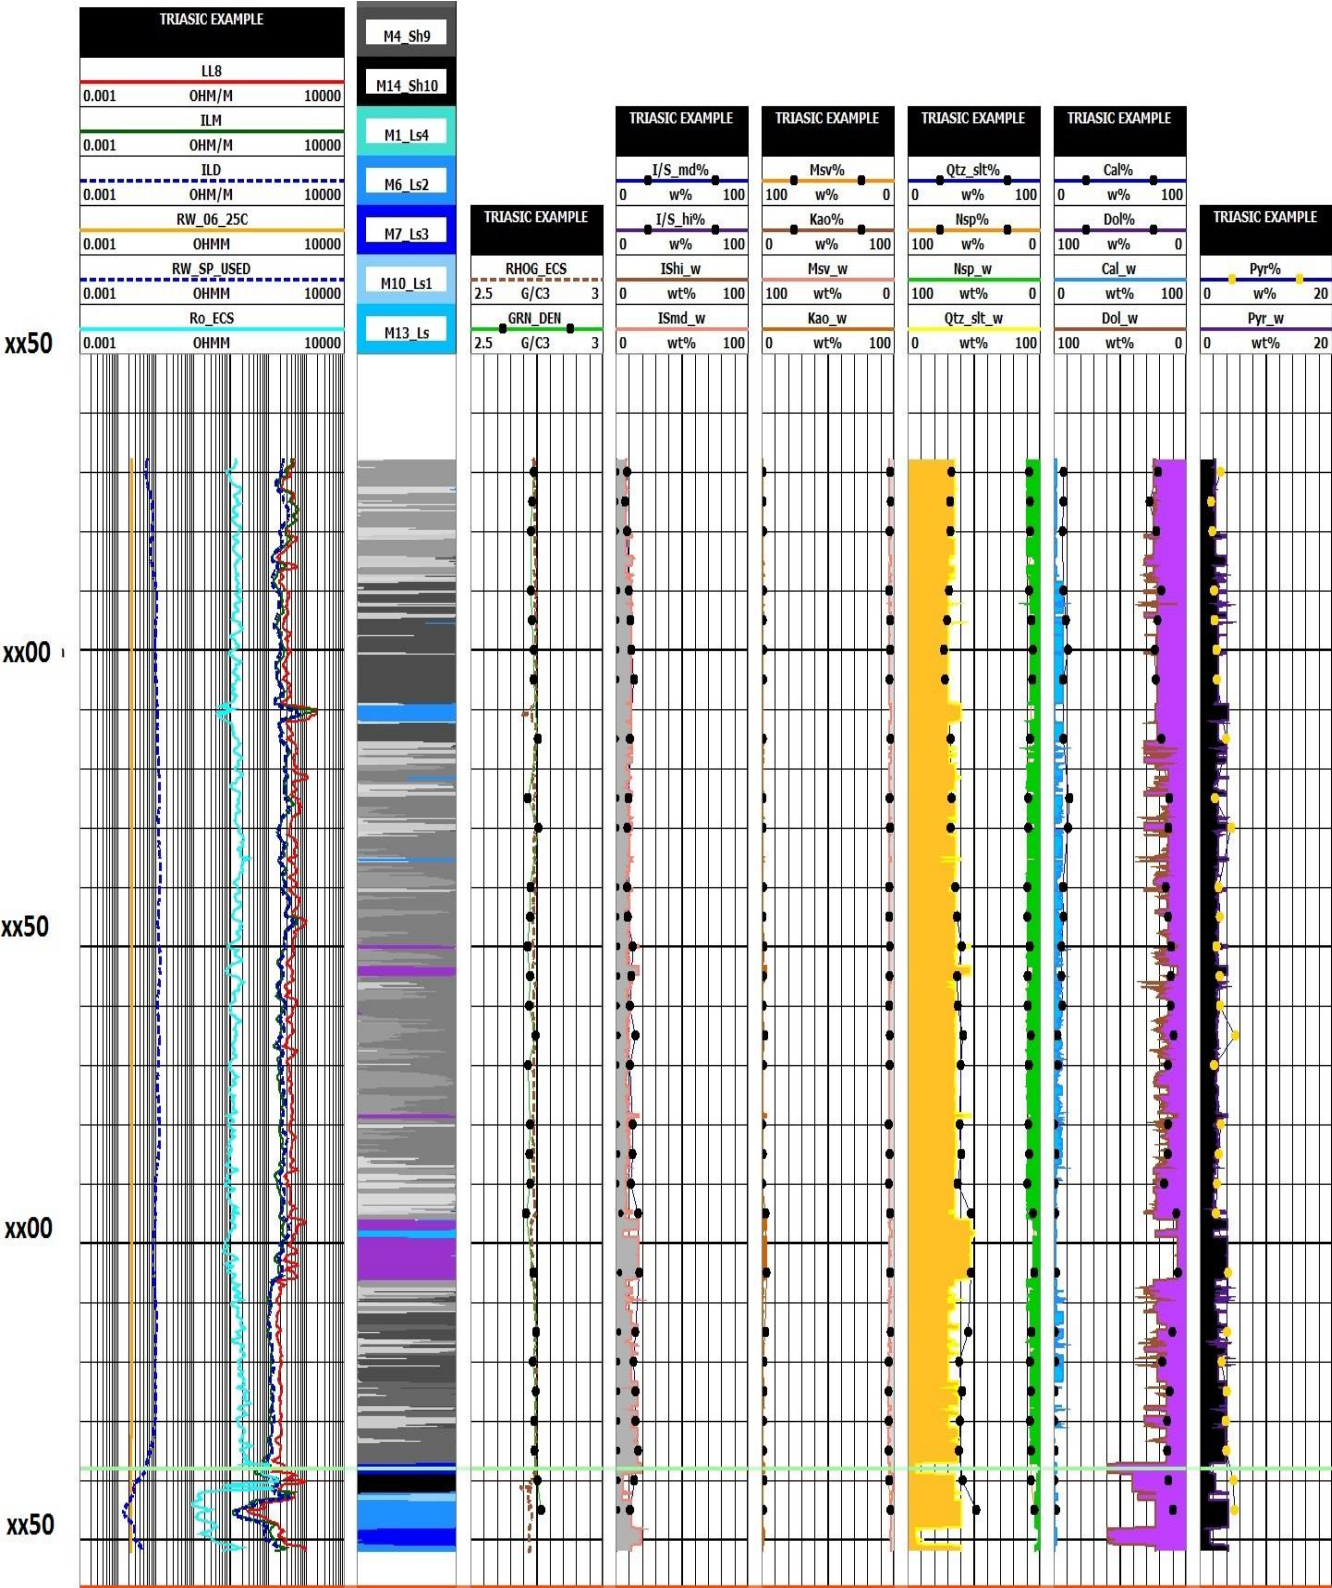 TRIASIC EXAMPLE
LL8
0.001 OHM/M 10000
ILM
0.001 OHM/M 10000
ILD
0.001 OHM/M 10000
RW_06_25C
0.001 OHMM 10000
RW_SP_USED
0.001 OHMM 10000
Ro_ECS
0.001 OHMM 10000
M4_Sh9
M14_Sh10
M1_Ls4
M6_Ls2
M7_Ls3
M10_Ls1
M13_Ls
TRIASIC EXAMPLE
RHOG_ECS
2.5 G/C3 3
GRN_DEN
2.5 G/C3 3
TRIASIC EXAMPLE
I/S_md%
0 w% 100
I/S_hi%
0 w% 100
IShi_w
0 wt% 100
ISmd_w
0 wt% 100
TRIASIC EXAMPLE
Msv%
100 w% 0
Kao%
100 w% 0
Msv_w
100 wt% 0
Kao_w
100 wt% 0
TRIASIC EXAMPLE
Qtz_slt%
0 w% 100
Nsp%
100 w% 0
Nsp_w
100 wt% 0
Qtz_slt_w
0 wt% 100
TRIASIC EXAMPLE
Cal%
0 w% 100
Dol%
100 w% 0
Cal_w
0 wt% 100
Dol_w
100 wt% 0
TRIASIC EXAMPLE
Pyr%
0 w% 20
Pyr_w
0 wt% 20
xx50
xx00
xx50
xx00
xx50